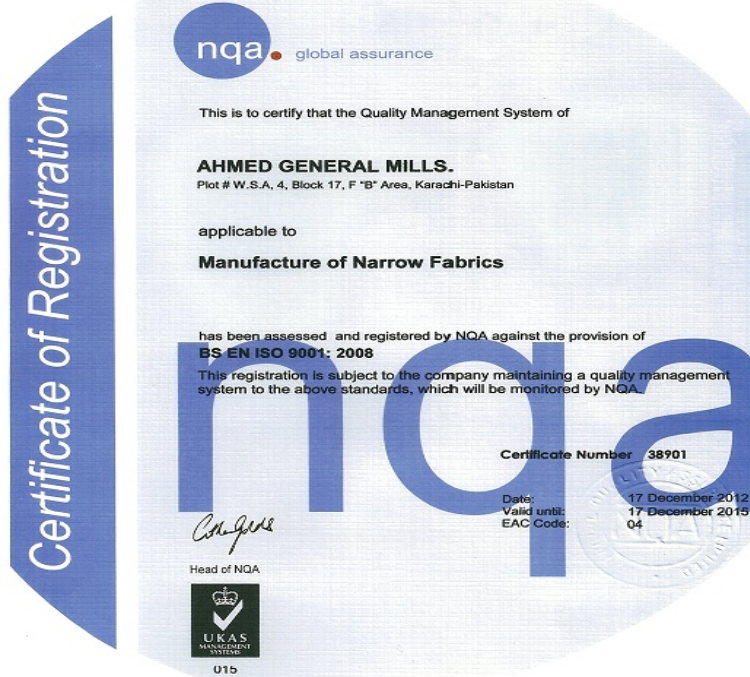 Certificate of Registration
nqa. global assurance
This is to certify that the Quality Management System of
AHMED GENERAL MILLS.
Plot # W.S.A, 4, Block 17, F "B" Area, Karachi-Pakistan
applicable to
Manufacture of Narrow Fabrics
has been assessed and registered by NQA against the provision of
BS EN ISO 9001: 2008
This registration is subject to the company maintaining a quality management
system to the above standards, which will be monitored by NQA.
nqa
Certificate Number 38901
Date: 17 December 2012
Valid until: 17 December 2015
EAC Code: 04
Head of NQA
UKAS
MANAGEMENT
SYSTEMS
015